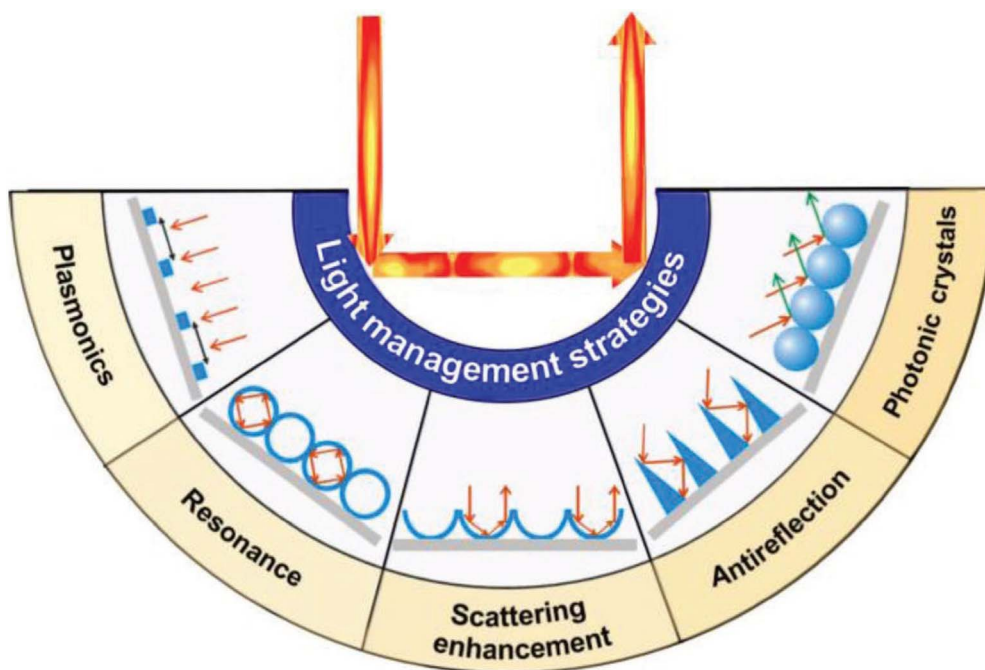 Light management strategies
Plasmonics
Resonance
Scattering
enhancement
Antireflection
Photonic crystals